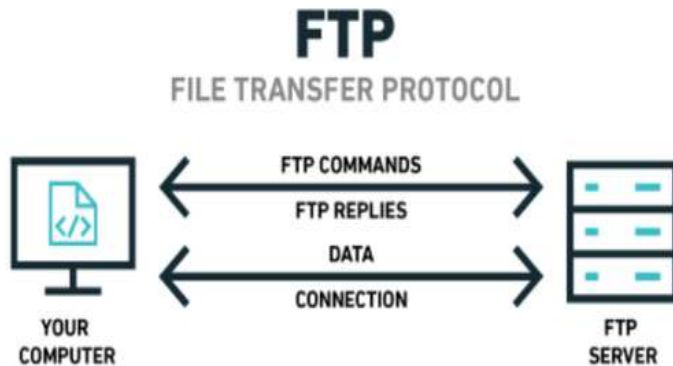 FTP
FILE TRANSFER PROTOCOL
FTP COMMANDS
FTP REPLIES
</>
DATA
CONNECTION
YOUR
COMPUTER
FTP
SERVER